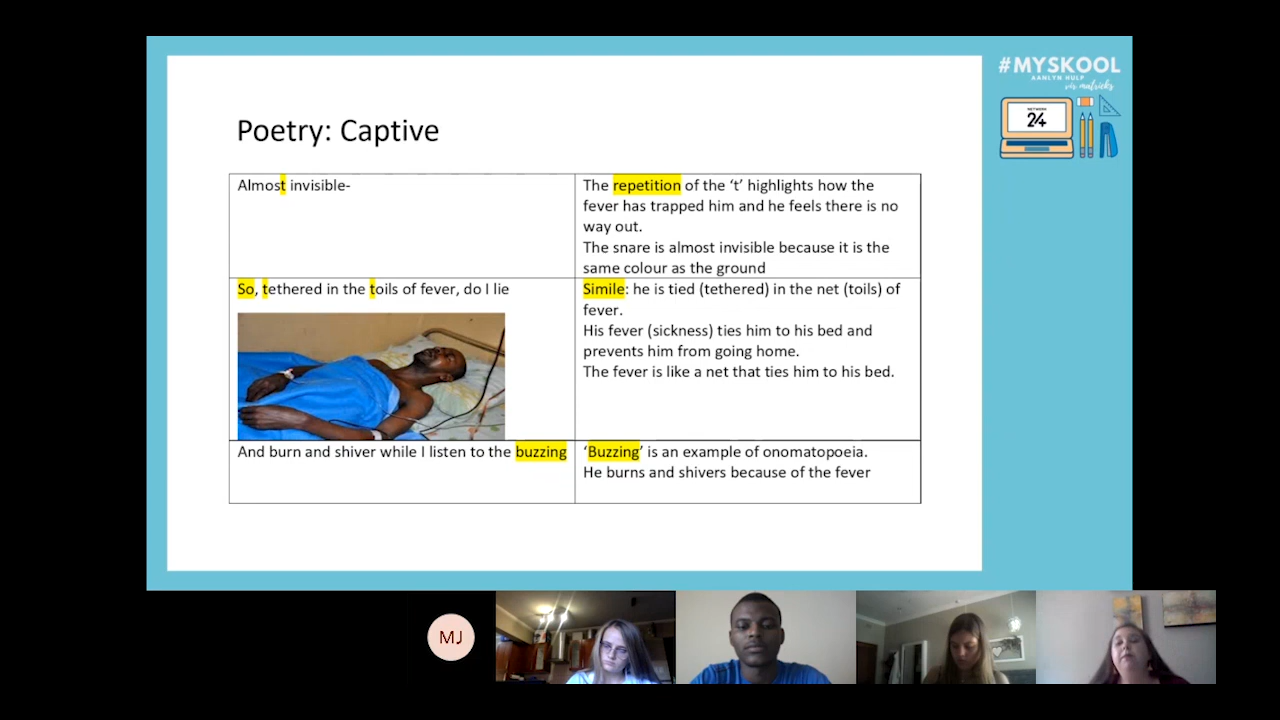 #MYSKOOL
AANLYN HULP
vir matrieks
NETWERK
24
Poetry: Captive
Almost invisible-
The repetition of the ‘t’ highlights how the
fever has trapped him and he feels there is no
way out.
The snare is almost invisible because it is the
same colour as the ground
So, tethered in the toils of fever, do I lie
Simile: he is tied (tethered) in the net (toils) of
fever.
His fever (sickness) ties him to his bed and
prevents him from going home.
The fever is like a net that ties him to his bed.
And burn and shiver while I listen to the buzzing
‘Buzzing’ is an example of onomatopoeia.
He burns and shivers because of the fever
MJ